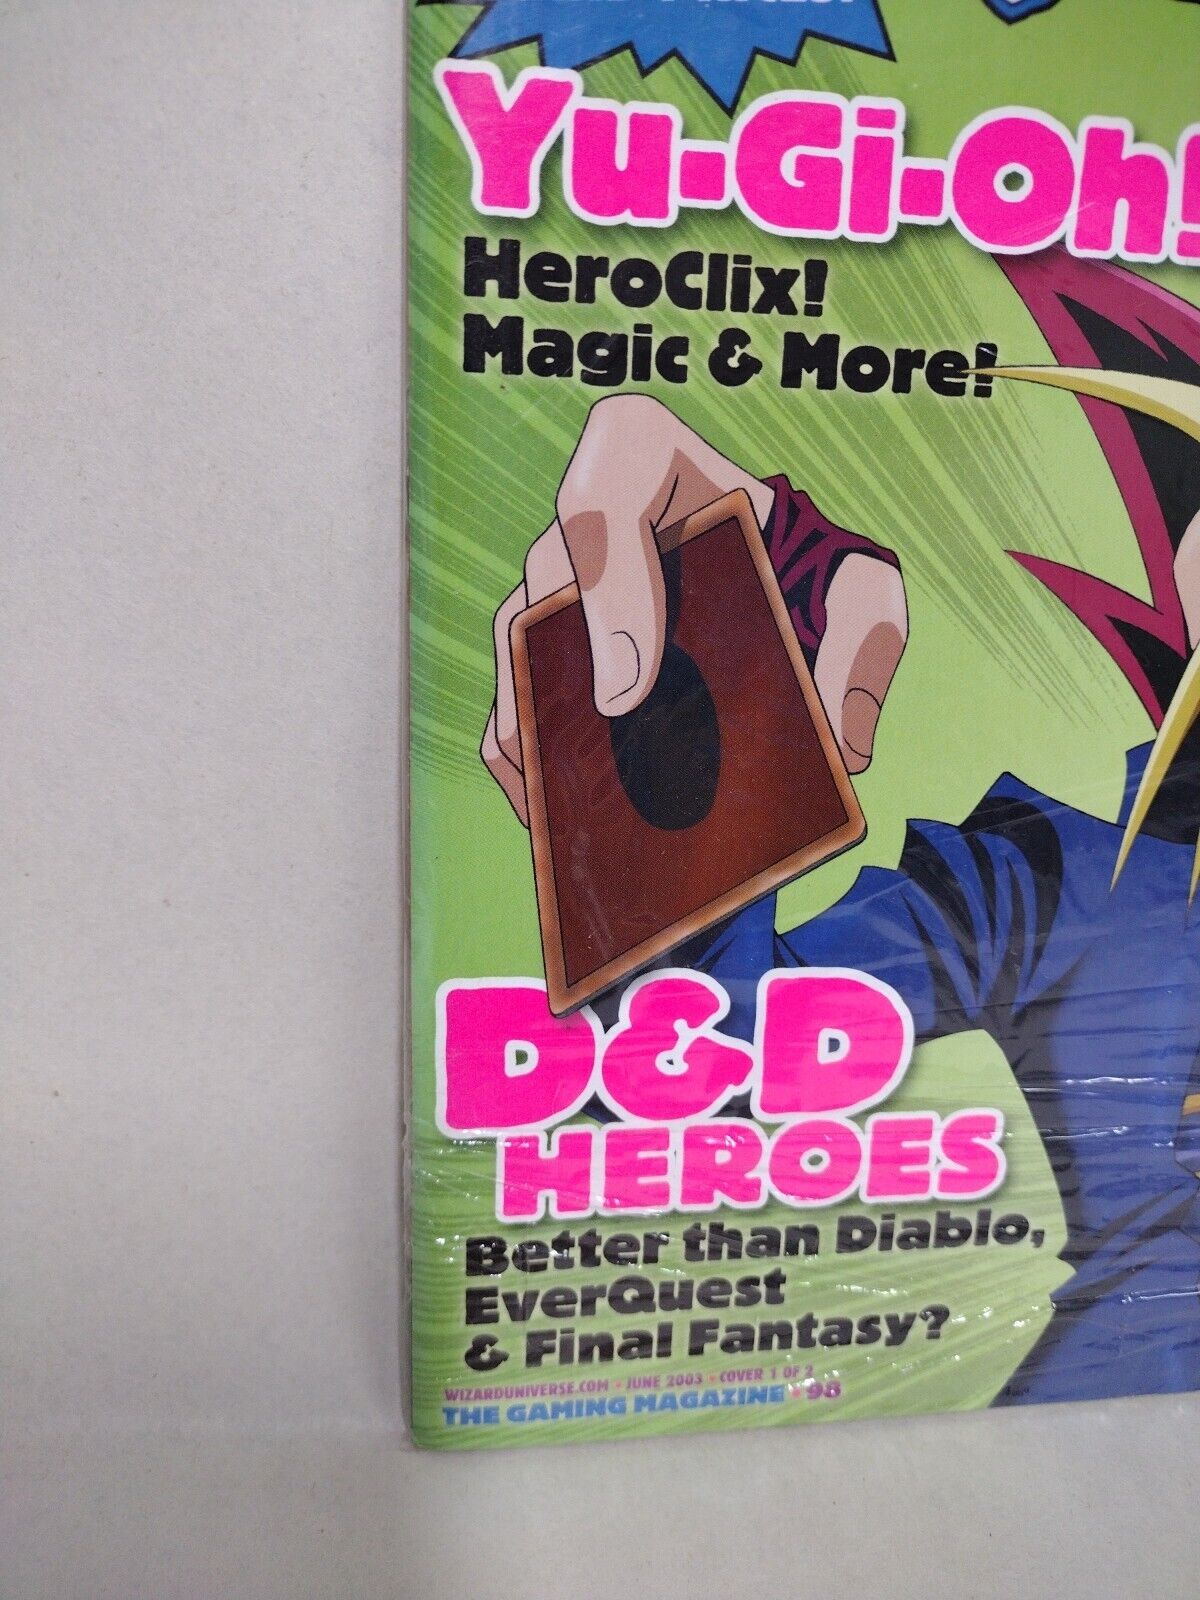 Yu-Gi-Oh!
HeroClix!
Magic & More!
D&D
HEROES
Better than Diablo,
EverQuest
& Final Fantasy?
WIZARDUNIVERSE.COM • JUNE 2003 • COVER 1 OF 2
THE GAMING MAGAZINE • 98